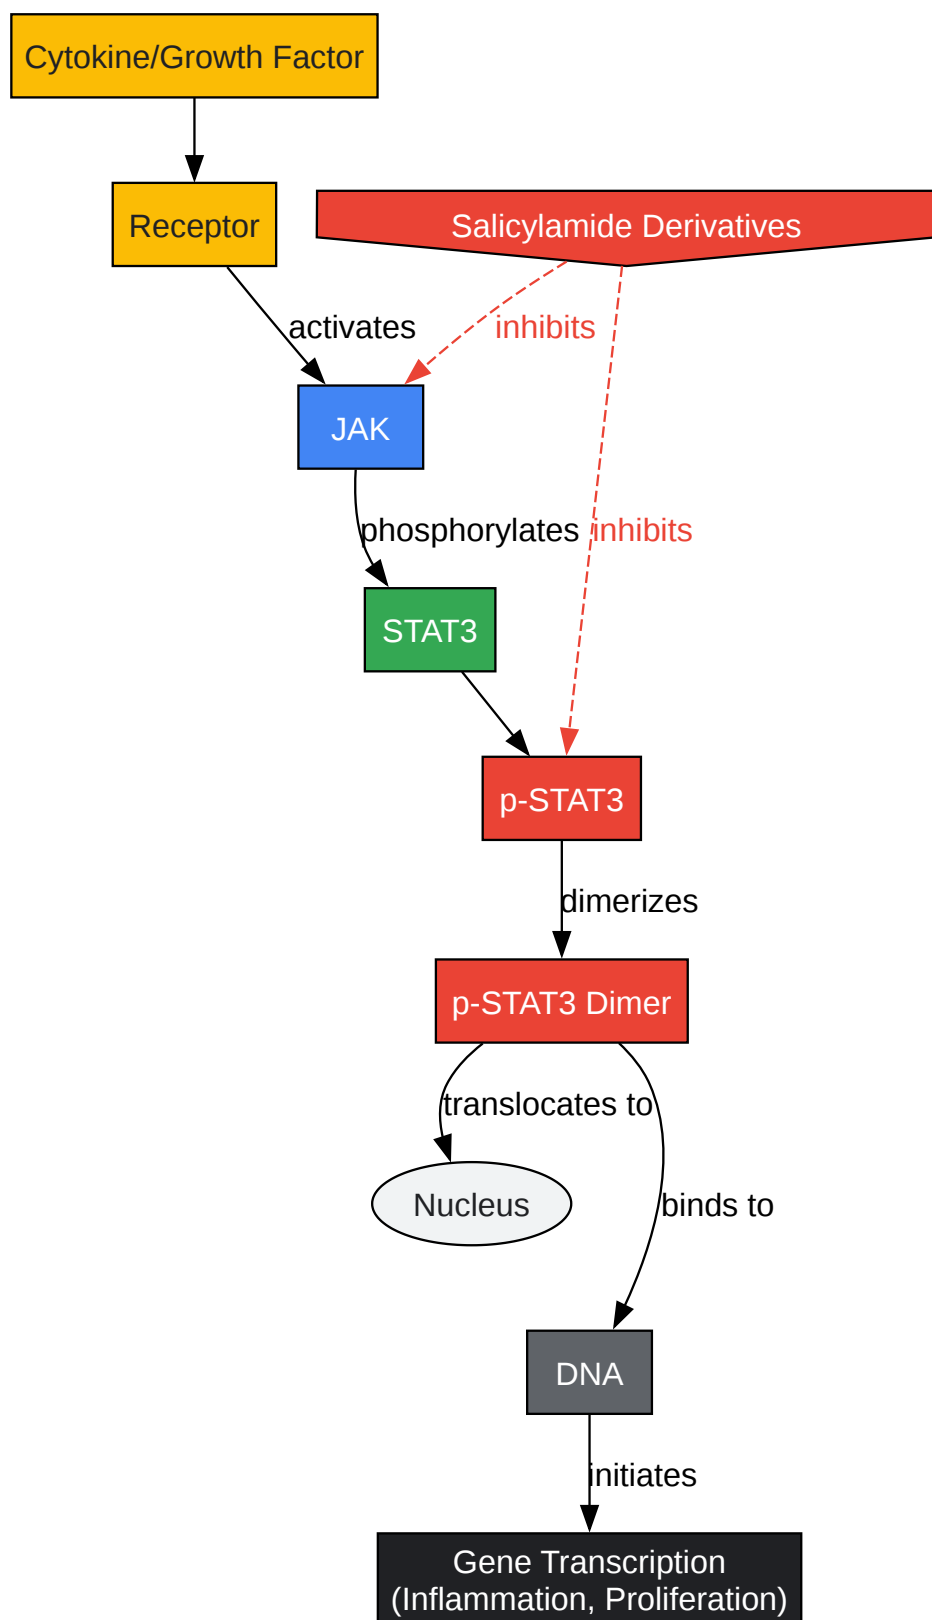 Cytokine/Growth Factor
Receptor
Salicylamide Derivatives
activates
inhibits
JAK
phosphorylates
inhibits
STAT3
p-STAT3
dimerizes
p-STAT3 Dimer
translocates to
Nucleus
binds to
DNA
initiates
Gene Transcription
(Inflammation, Proliferation)